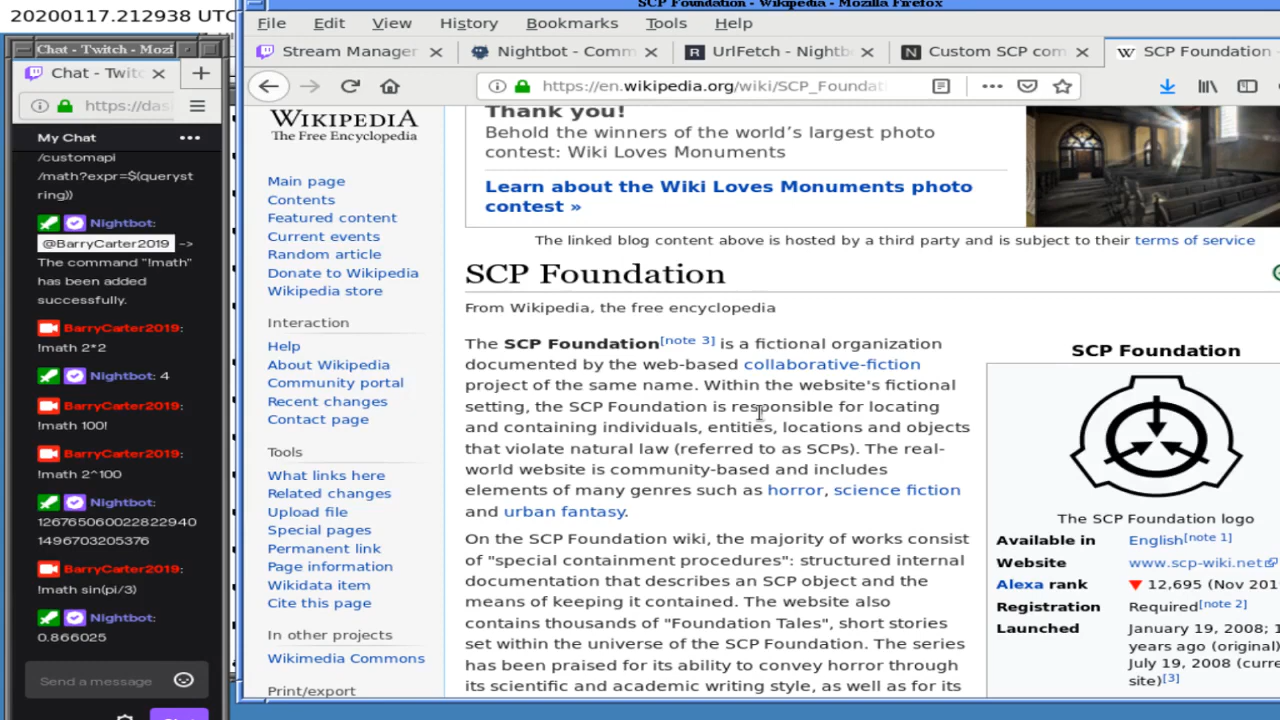 20200117.212938 UTC
Chat - Twitch - Mozi
Chat - Twitc
https://das
My Chat
/customapi
/math?expr=$(queryst
ring))
Nightbot:
@BarryCarter2019 ->
The command "!math"
has been added
successfully.
BarryCarter2019:
!math 2*2
Nightbot: 4
BarryCarter2019:
!math 100!
BarryCarter2019:
!math 2^100
Nightbot:
126765060022822940
1496703205376
BarryCarter2019:
!math sin(pi/3)
Nightbot:
0.866025
Send a message
Chat
SCP Foundation - Wikipedia - Mozilla Firefox
File Edit View History Bookmarks Tools Help
Stream Manager
Nightbot - Comm
UrlFetch - Nightb
Custom SCP com
SCP Foundation -
https://en.wikipedia.org/wiki/SCP_Foundat
WIKIPEDIA
The Free Encyclopedia
Main page
Contents
Featured content
Current events
Random article
Donate to Wikipedia
Wikipedia store
Interaction
Help
About Wikipedia
Community portal
Recent changes
Contact page
Tools
What links here
Related changes
Upload file
Special pages
Permanent link
Page information
Wikidata item
Cite this page
In other projects
Wikimedia Commons
Print/export
Thank you!
Behold the winners of the world's largest photo
contest: Wiki Loves Monuments
Learn about the Wiki Loves Monuments photo
contest »
The linked blog content above is hosted by a third party and is subject to their terms of service
SCP Foundation
From Wikipedia, the free encyclopedia
The SCP Foundation[note 3] is a fictional organization
documented by the web-based collaborative-fiction
project of the same name. Within the website's fictional
setting, the SCP Foundation is responsible for locating
and containing individuals, entities, locations and objects
that violate natural law (referred to as SCPs). The real-
world website is community-based and includes
elements of many genres such as horror, science fiction
and urban fantasy.
On the SCP Foundation wiki, the majority of works consist
of "special containment procedures": structured internal
documentation that describes an SCP object and the
means of keeping it contained. The website also
contains thousands of "Foundation Tales", short stories
set within the universe of the SCP Foundation. The series
has been praised for its ability to convey horror through
its scientific and academic writing style, as well as for its
SCP Foundation
The SCP Foundation logo
Available in English[note 1]
Website www.scp-wiki.net
Alexa rank ▼ 12,695 (Nov 201
Registration Required[note 2]
Launched January 19, 2008; 1
years ago (original)
July 19, 2008 (curre
site)[3]